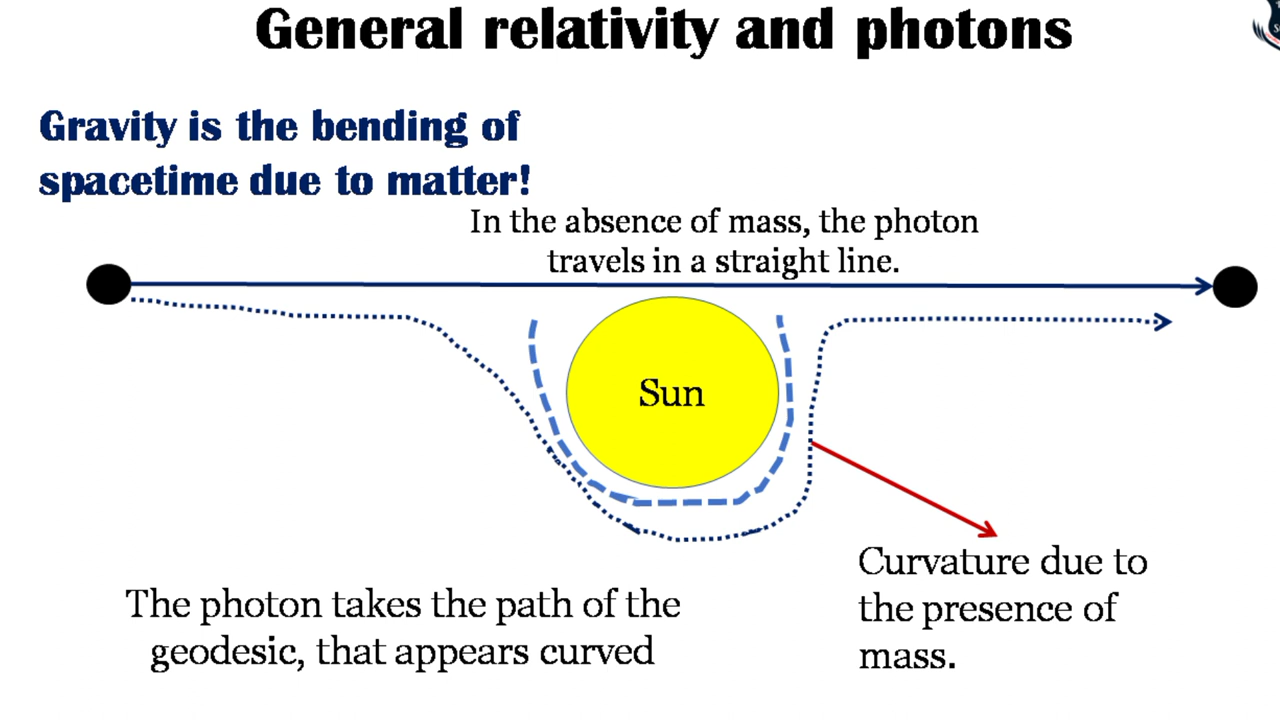 General relativity and photons
Gravity is the bending of
spacetime due to matter!
In the absence of mass, the photon
travels in a straight line.
Sun
Curvature due to
the presence of
mass.
The photon takes the path of the
geodesic, that appears curved